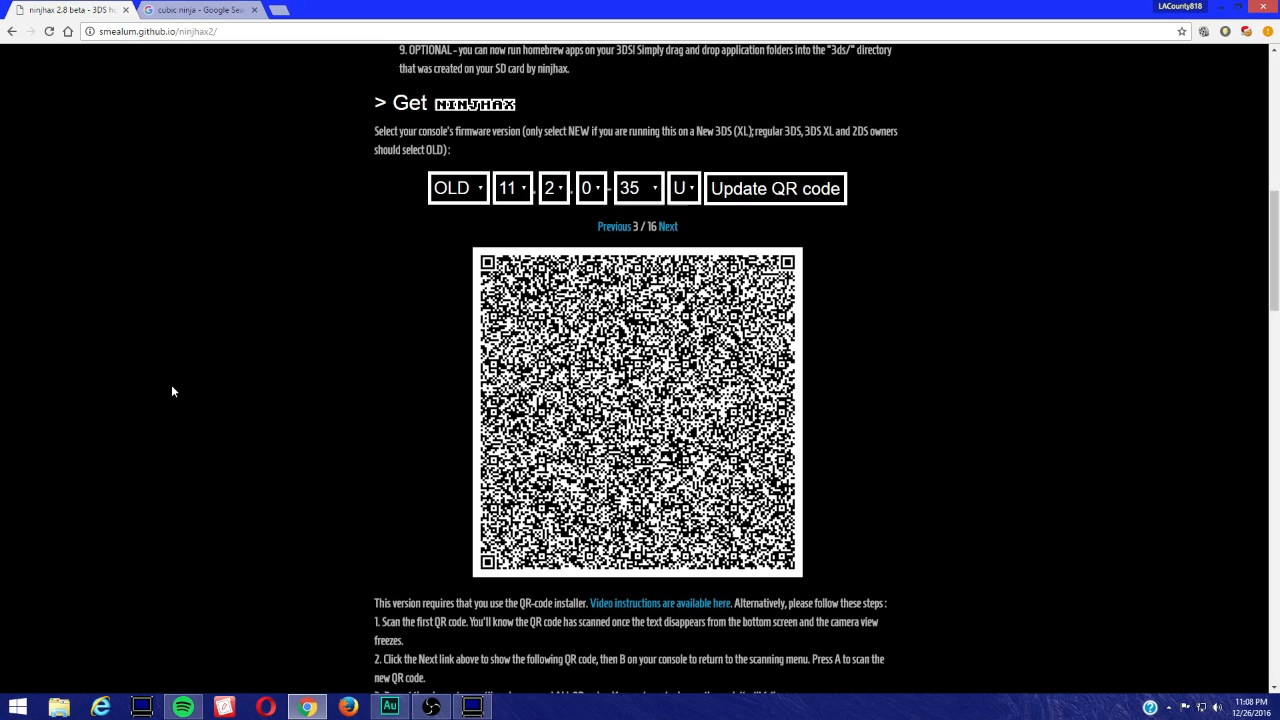 ninjhax 2.8 beta - 3DS ho
cubic ninja - Google Sea
LACounty818
smealum.github.io/ninjhax2/
9. OPTIONAL - you can now run homebrew apps on your 3DS! Simply drag and drop application folders into the "3ds/" directory
that was created on your SD card by ninjhax.
> Get NINJHAX
Select your console's firmware version (only select NEW if you are running this on a New 3DS (XL); regular 3DS, 3DS XL and 2DS owners
should select OLD) :
OLD 11 . 2 . 0 - 35 U Update QR code
Previous 3 / 16 Next
This version requires that you use the QR-code installer. Video instructions are available here. Alternatively, please follow these steps :
1. Scan the first QR code. You'll know the QR code has scanned once the text disappears from the bottom screen and the camera view
freezes.
2. Click the Next link above to show the following QR code, then B on your console to return to the scanning menu. Press A to scan the
new QR code.
Au
11:08 PM
12/26/2016